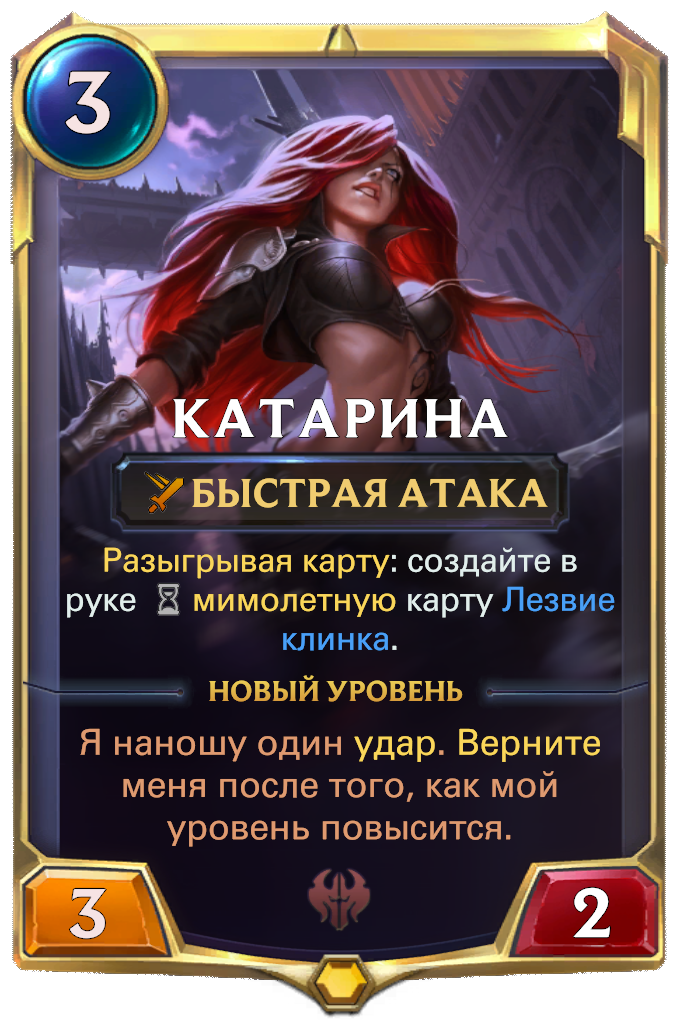 3
КАТАРИНА
БЫСТРАЯ АТАКА
Разыгрывая карту: создайте в
руке мимолетную карту Лезвие
клинка.
НОВЫЙ УРОВЕНЬ
Я наношу один удар. Верните
меня после того, как мой
уровень повысится.
3
2